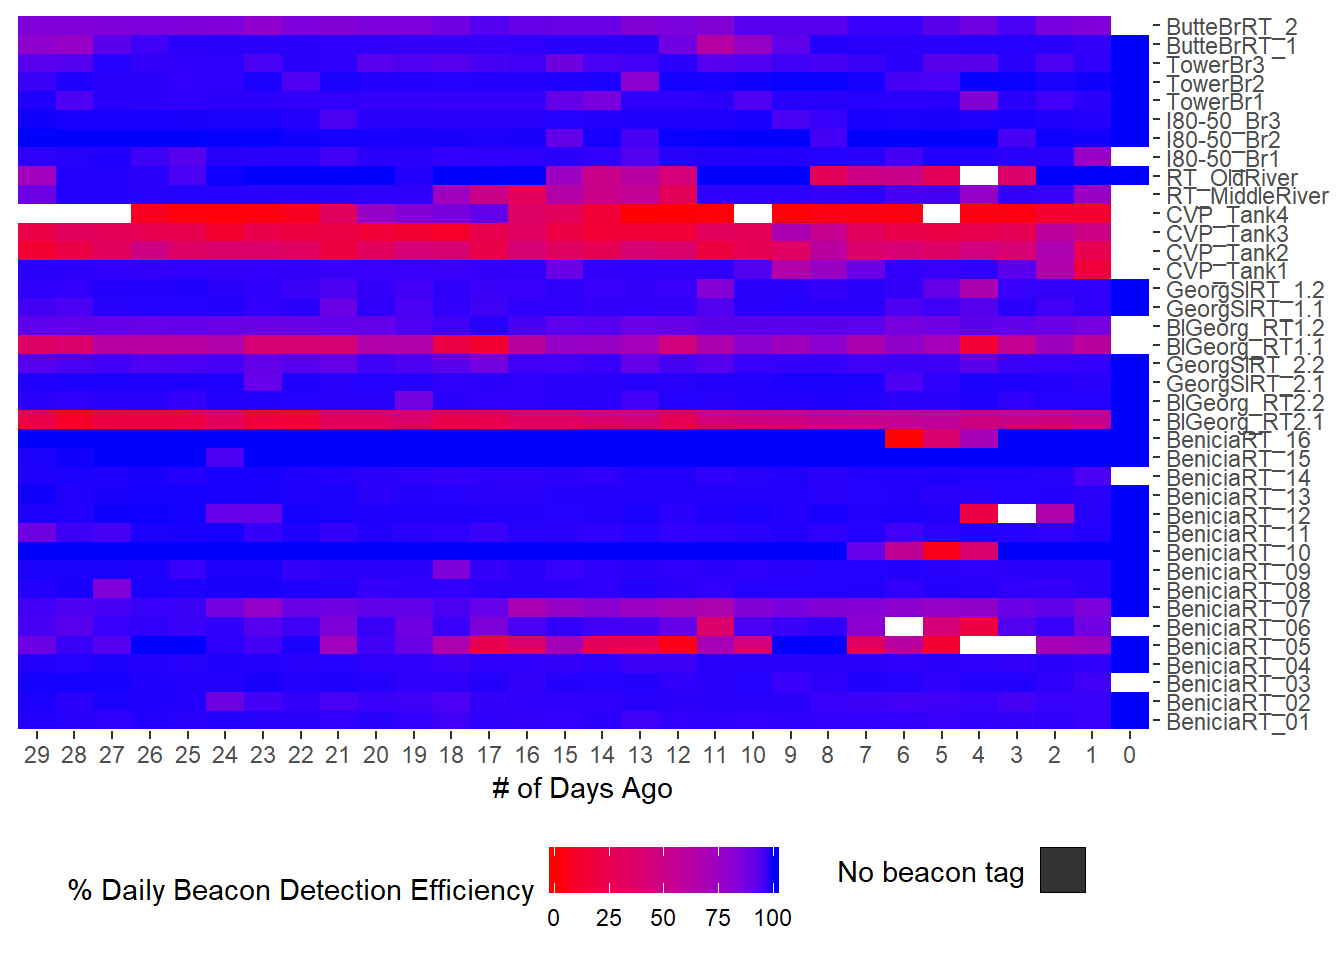 ButteBrRT_2
ButteBrRT_1
TowerBr3
TowerBr2
TowerBr1
I80-50_Br3
I80-50_Br2
I80-50_Br1
RT_OldRiver
RT_MiddleRiver
CVP_Tank4
CVP_Tank3
CVP_Tank2
CVP_Tank1
GeorgSlRT_1.2
GeorgSlRT_1.1
BlGeorg_RT1.2
BlGeorg_RT1.1
GeorgSlRT_2.2
GeorgSlRT_2.1
BlGeorg_RT2.2
BlGeorg_RT2.1
BeniciaRT_16
BeniciaRT_15
BeniciaRT_14
BeniciaRT_13
BeniciaRT_12
BeniciaRT_11
BeniciaRT_10
BeniciaRT_09
BeniciaRT_08
BeniciaRT_07
BeniciaRT_06
BeniciaRT_05
BeniciaRT_04
BeniciaRT_03
BeniciaRT_02
BeniciaRT_01
29 28 27 26 25 24 23 22 21 20 19 18 17 16 15 14 13 12 11 10 9 8 7 6 5 4 3 2 1 0
# of Days Ago
% Daily Beacon Detection Efficiency
0 25 50 75 100
No beacon tag